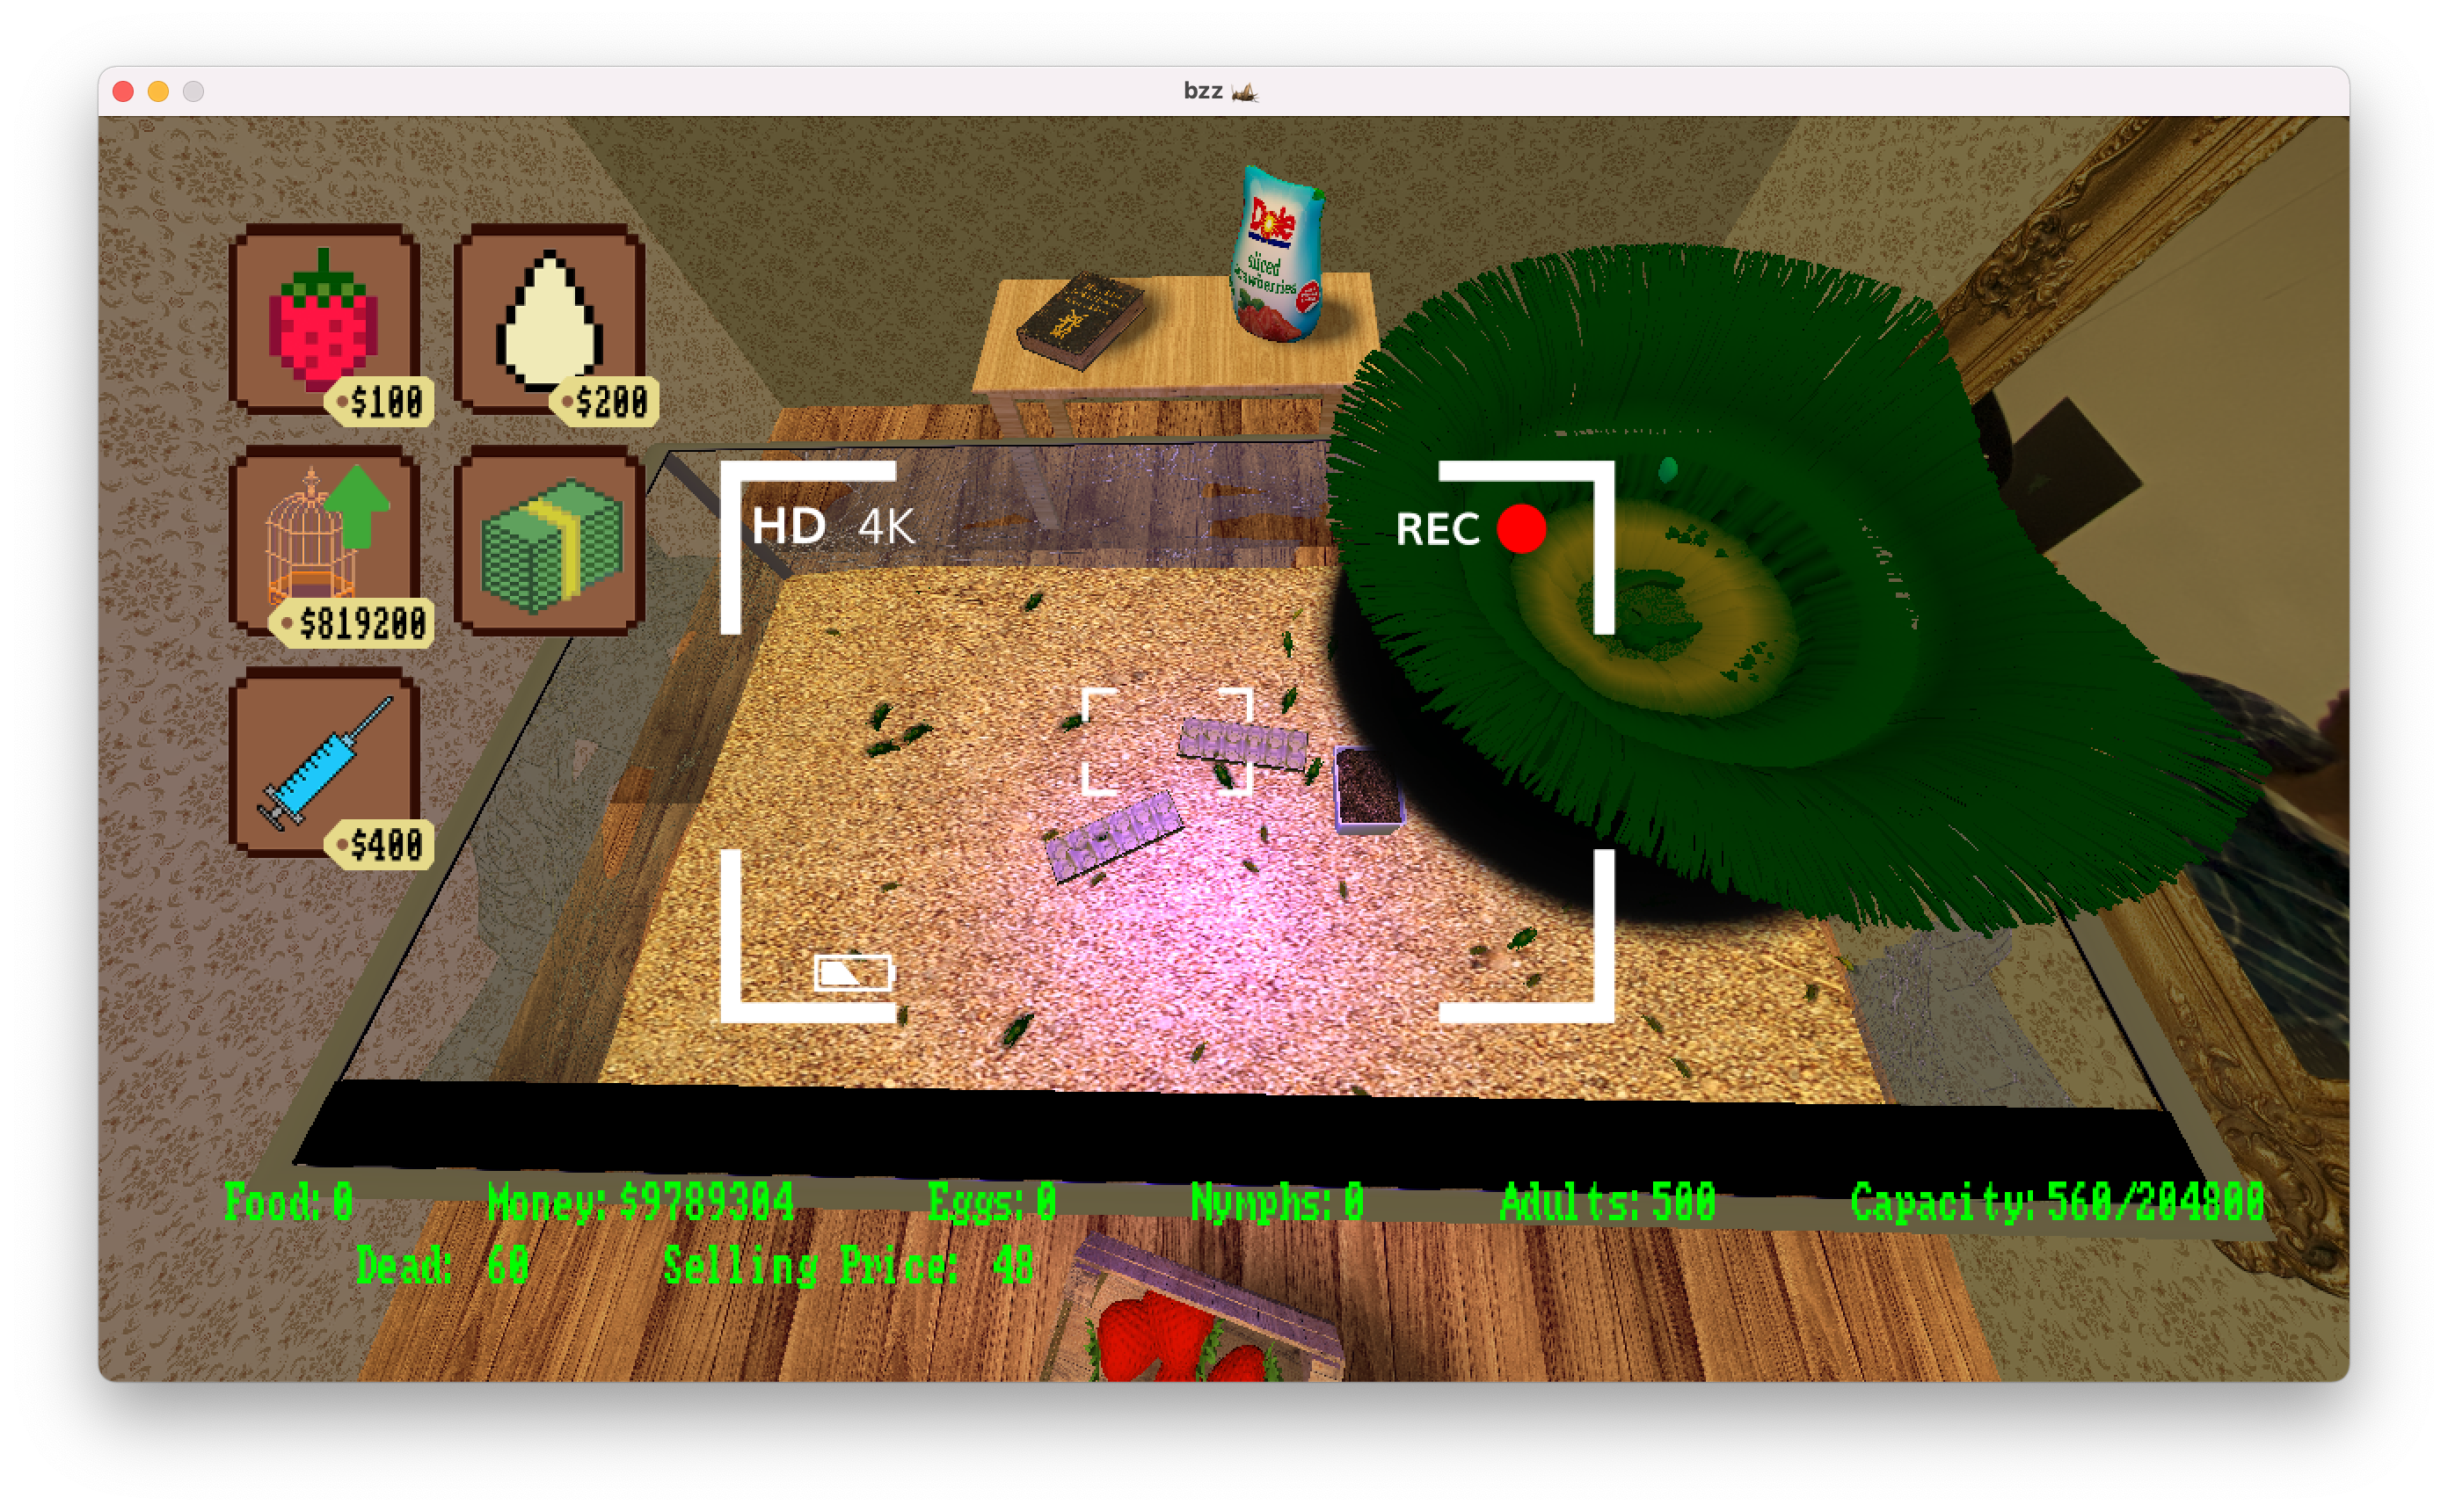 bzz
Dole
sliced
strawberries
$100
$200
HD 4K
REC
$819200
$400
Food: 0
Money: $9789304
Eggs: 0
Nymphs: 0
Adults: 500
Capacity: 560/204800
Dead: 60
Selling Price: 48